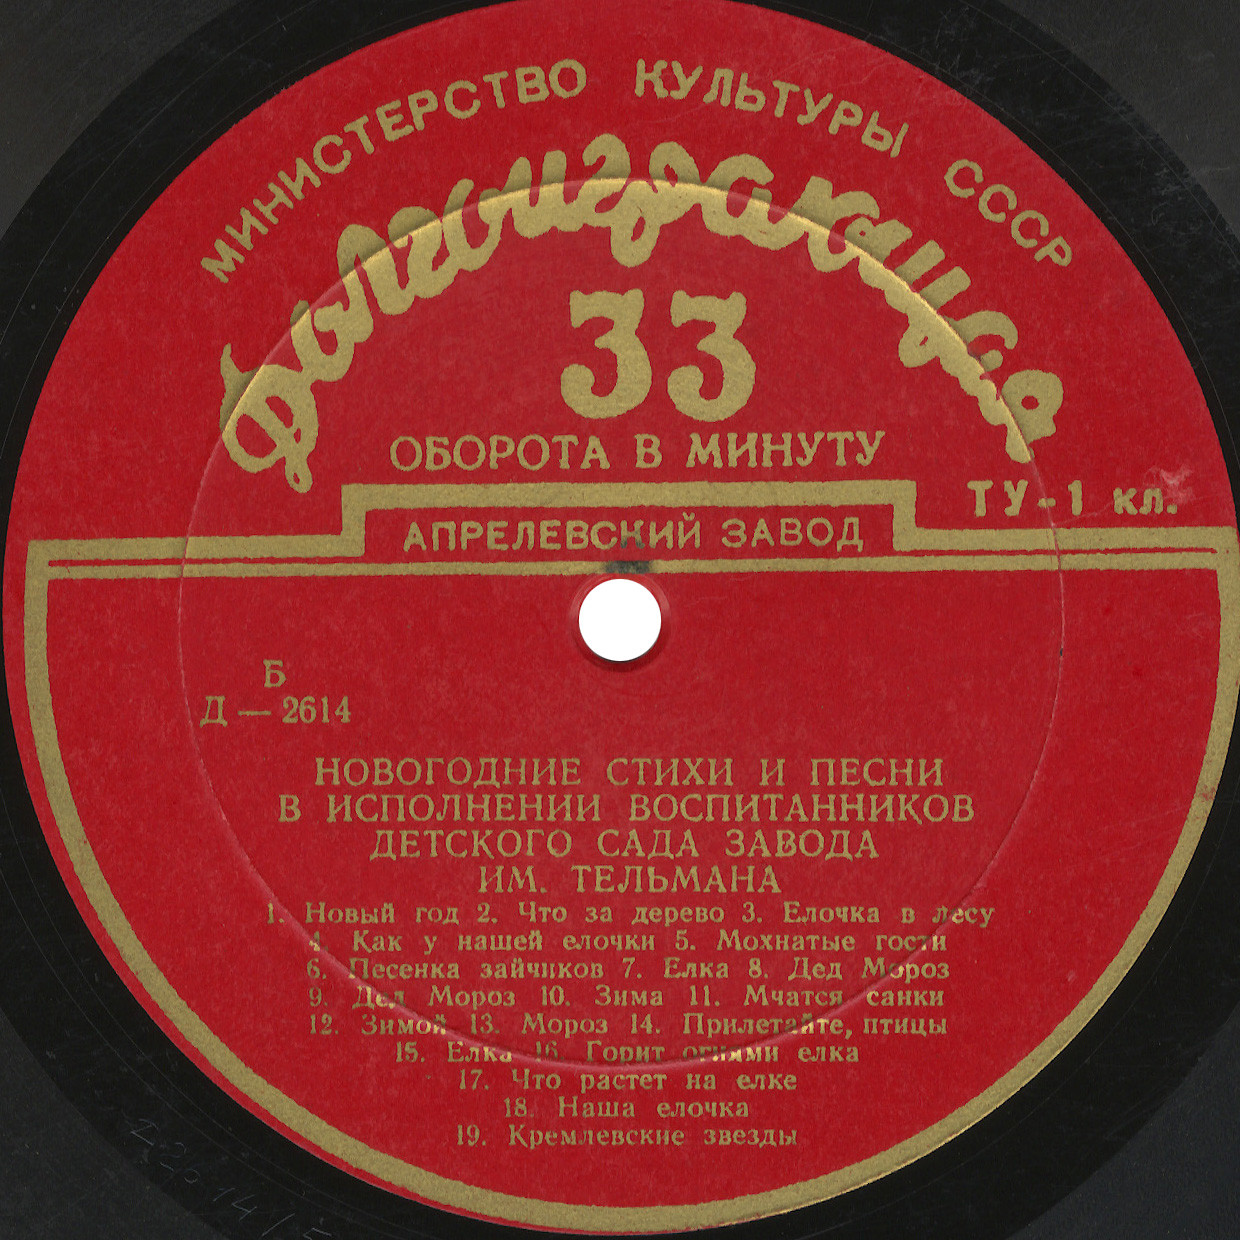 МИНИСТЕРСТВО КУЛЬТУРЫ СССР
Долгоиграющая
33
ОБОРОТА В МИНУТУ
ТУ-1 кл.
АПРЕЛЕВСКИЙ ЗАВОД
Б
Д — 2614
НОВОГОДНИЕ СТИХИ И ПЕСНИ
В ИСПОЛНЕНИИ ВОСПИТАННИКОВ
ДЕТСКОГО САДА ЗАВОДА
ИМ. ТЕЛЬМАНА
1. Новый год 2. Что за дерево 3. Елочка в лесу
4. Как у нашей елочки 5. Мохнатые гости
6. Песенка зайчиков 7. Елка 8. Дед Мороз
9. Дед Мороз 10. Зима 11. Мчатся санки
12. Зимой 13. Мороз 14. Прилетайте, птицы
15. Елка 16. Горит огнями елка
17. Что растет на елке
18. Наша елочка
19. Кремлевские звезды